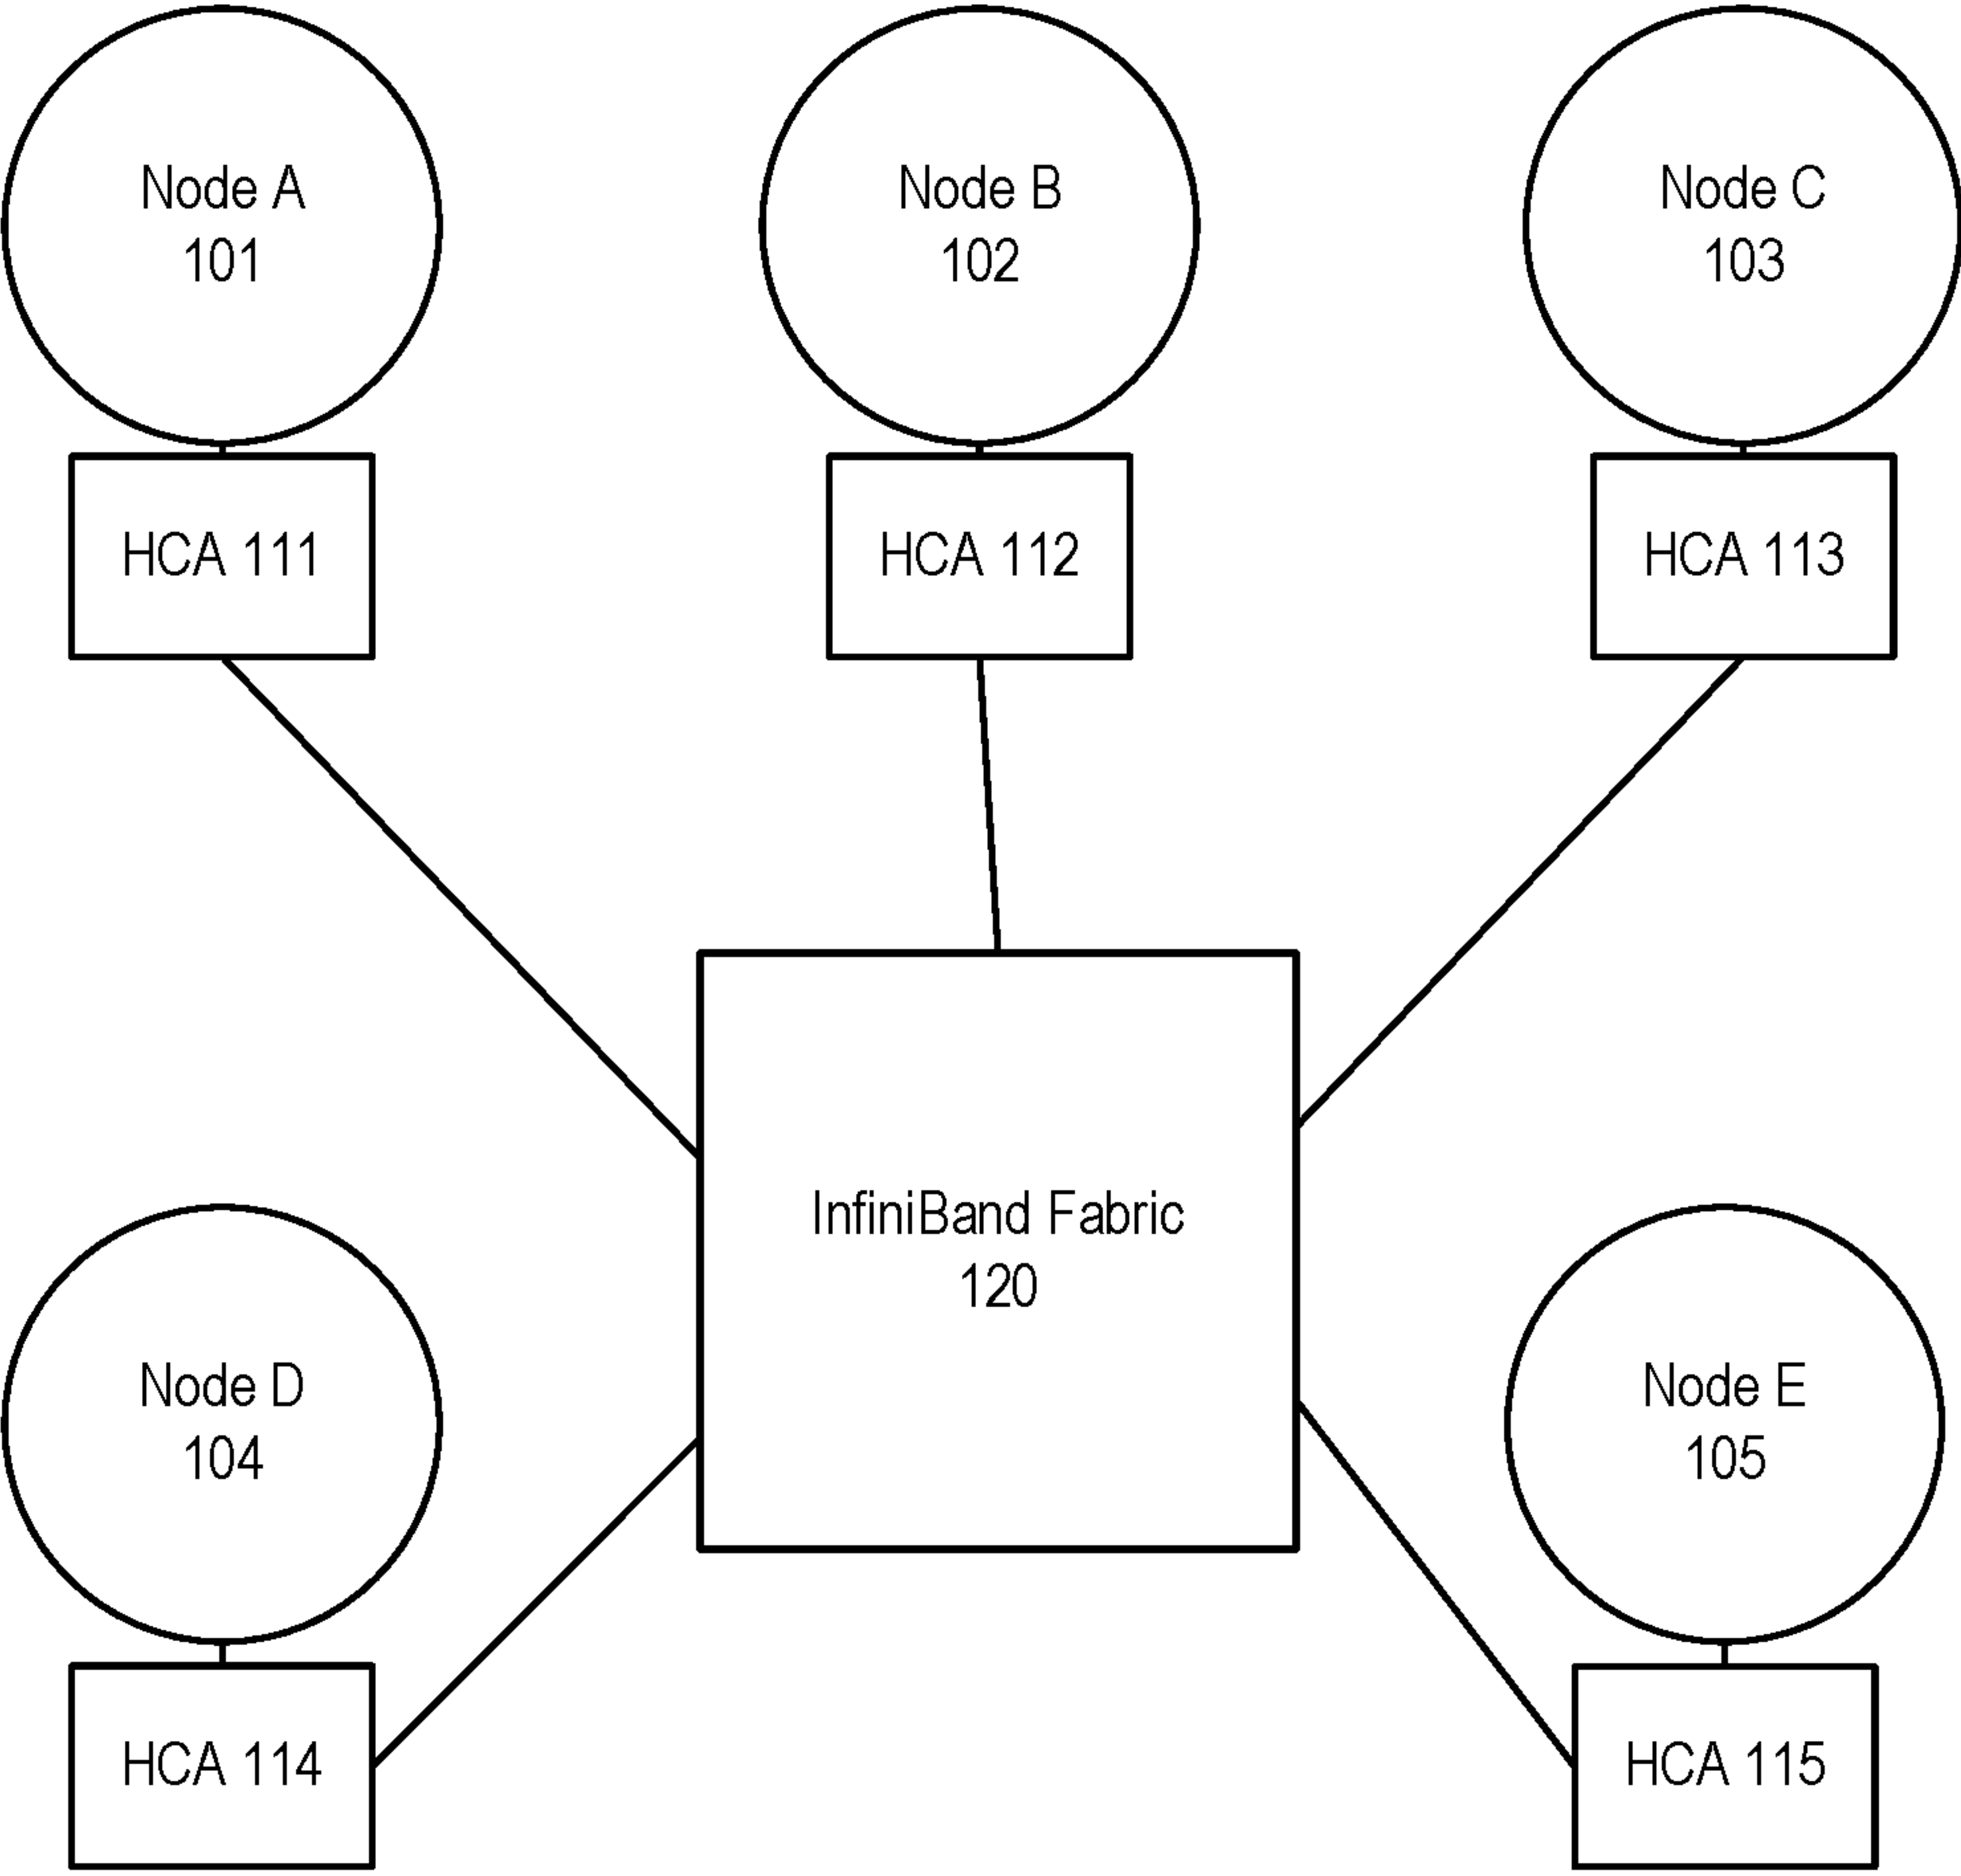 Node A
101
Node B
102
Node C
103
HCA 111
HCA 112
HCA 113
InfiniBand Fabric
120
Node D
104
Node E
105
HCA 114
HCA 115